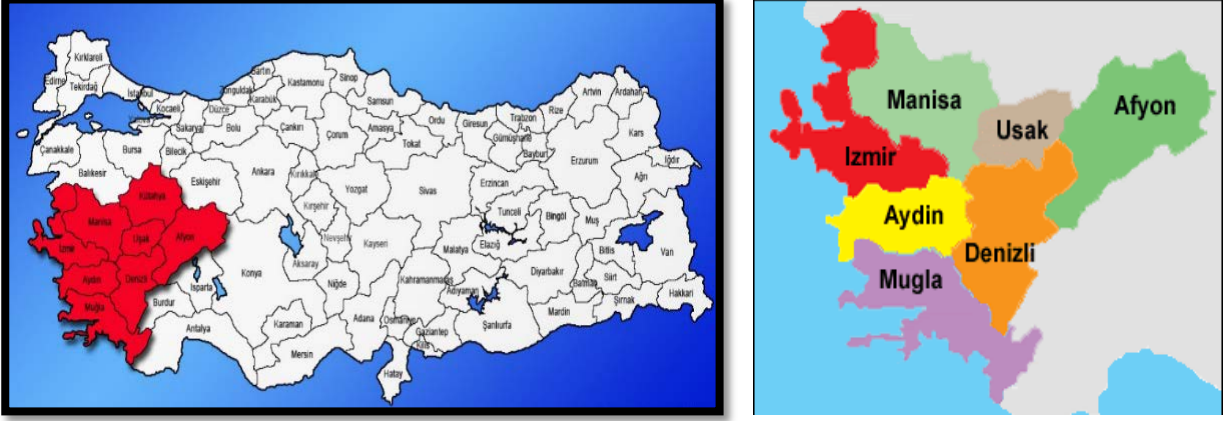 Kırklareli
Edirne
Tekirdağ
İstanbul
Kocaeli
Yalova
Sakarya
Düzce
Zonguldak
Bartın
Karabük
Kastamonu
Sinop
Samsun
Ordu
Giresun
Trabzon
Rize
Artvin
Ardahan
Kars
Iğdır
Ağrı
Çanakkale
Balıkesir
Bursa
Bilecik
Bolu
Çankırı
Çorum
Amasya
Tokat
Gümüşhane
Bayburt
Erzurum
Eskişehir
Ankara
Kırıkkale
Yozgat
Sivas
Erzincan
Tunceli
Bingöl
Muş
Bitlis
Van
Kütahya
Manisa
Uşak
Afyon
İzmir
Aydın
Denizli
Muğla
Kırşehir
Nevşehir
Kayseri
Aksaray
Niğde
Konya
Isparta
Burdur
Antalya
Karaman
Mersin
Adana
Osmaniye
Kahramanmaraş
Malatya
Elazığ
Adıyaman
Diyarbakır
Batman
Siirt
Şırnak
Hakkari
Mardin
Şanlıurfa
Gaziantep
Kilis
Hatay
Manisa
Afyon
Usak
Izmir
Aydin
Denizli
Mugla